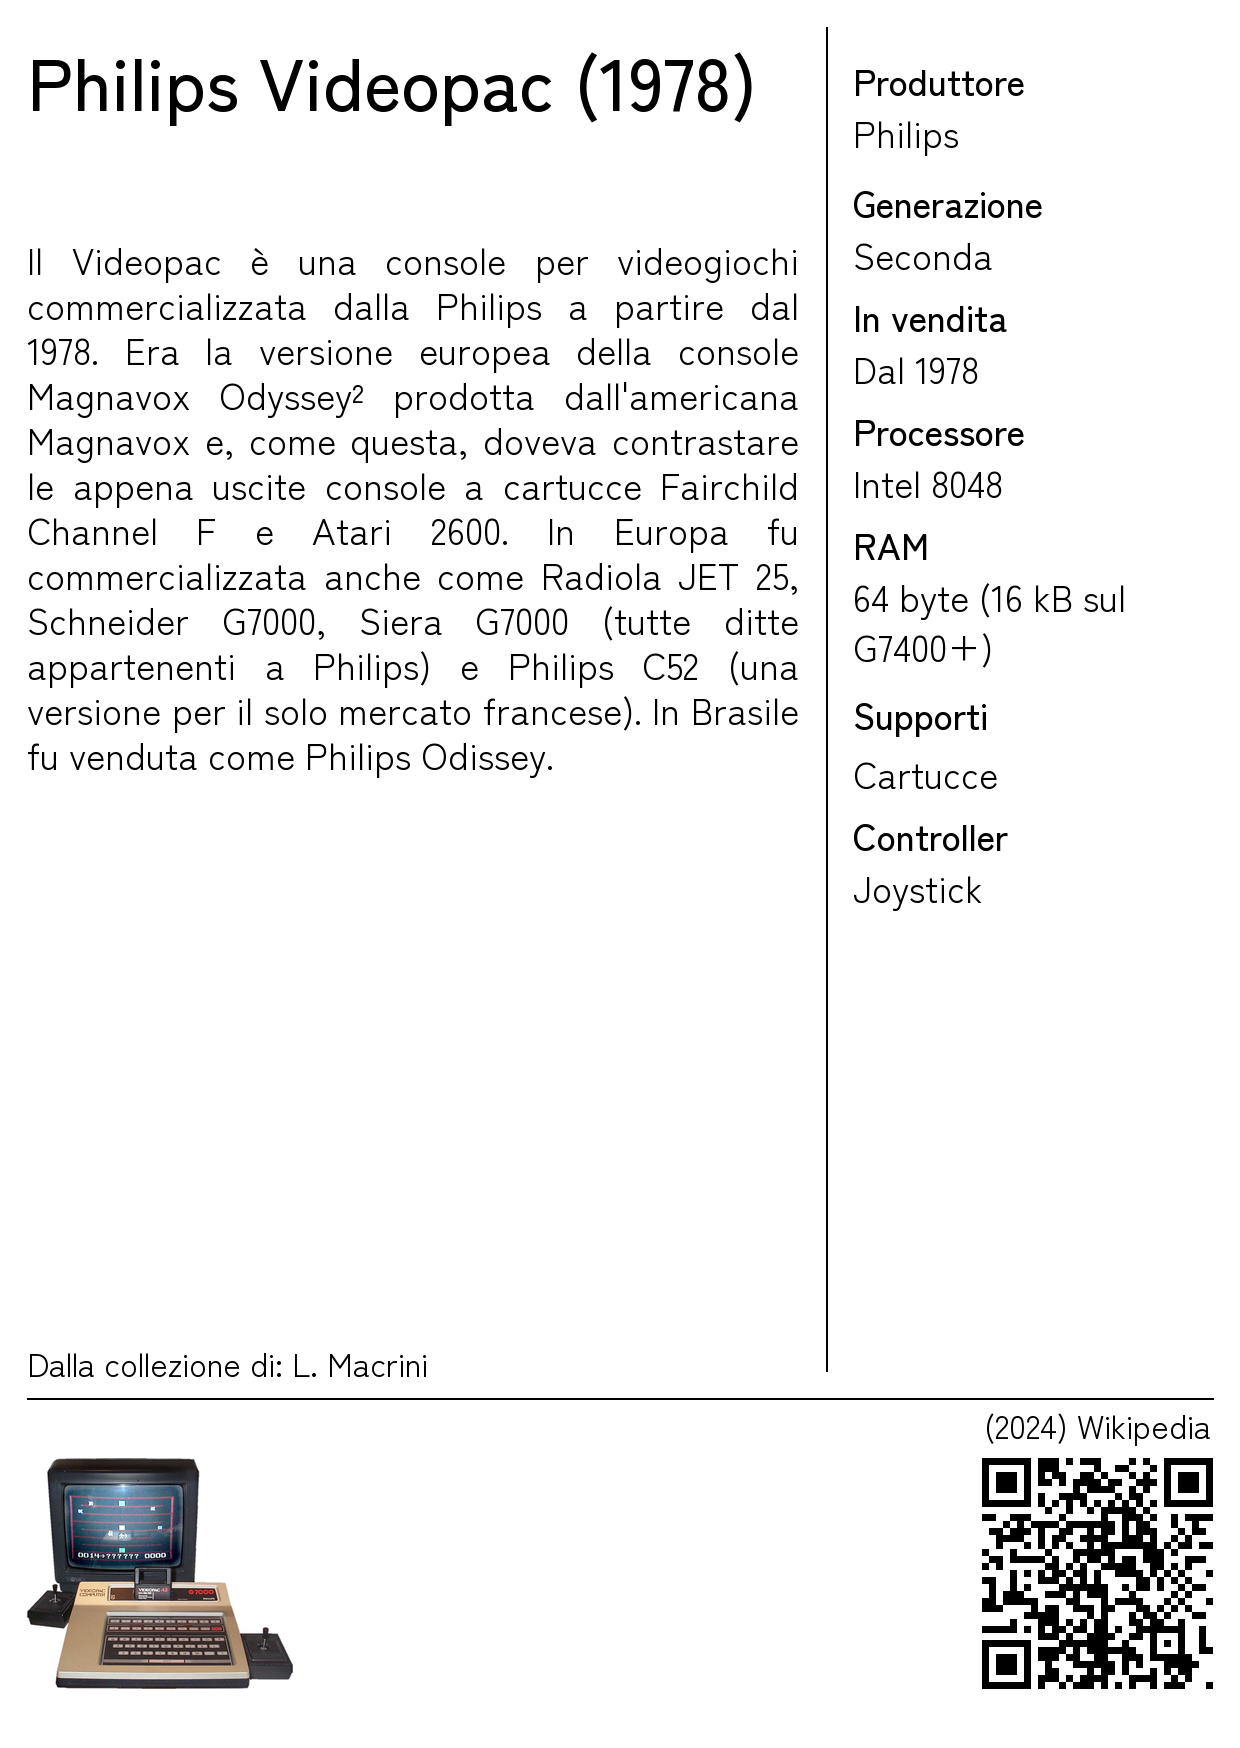 Philips Videopac (1978)
Il Videopac è una console per videogiochi
commercializzata dalla Philips a partire dal
1978. Era la versione europea della console
Magnavox Odyssey² prodotta dall'americana
Magnavox e, come questa, doveva contrastare
le appena uscite console a cartucce Fairchild
Channel F e Atari 2600. In Europa fu
commercializzata anche come Radiola JET 25,
Schneider G7000, Siera G7000 (tutte ditte
appartenenti a Philips) e Philips C52 (una
versione per il solo mercato francese). In Brasile
fu venduta come Philips Odissey.
Produttore
Philips
Generazione
Seconda
In vendita
Dal 1978
Processore
Intel 8048
RAM
64 byte (16 kB sul
G7400+)
Supporti
Cartucce
Controller
Joystick
Dalla collezione di: L. Macrini
(2024) Wikipedia
0014>?????? 0000
VIDEOPAC
COMPUTER
G7000